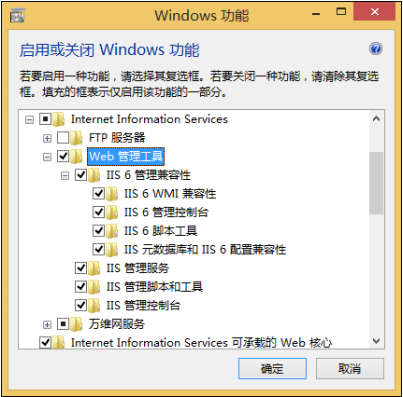 Windows 功能
启用或关闭 Windows 功能
若要启用一种功能，请选择其复选框。若要关闭一种功能，请清除其复选
框。填充的框表示仅启用该功能的一部分。
Internet Information Services
FTP 服务器
Web 管理工具
IIS 6 管理兼容性
IIS 6 WMI 兼容性
IIS 6 管理控制台
IIS 6 脚本工具
IIS 元数据库和 IIS 6 配置兼容性
IIS 管理服务
IIS 管理脚本和工具
IIS 管理控制台
万维网服务
Internet Information Services 可承载的 Web 核心
确定 取消